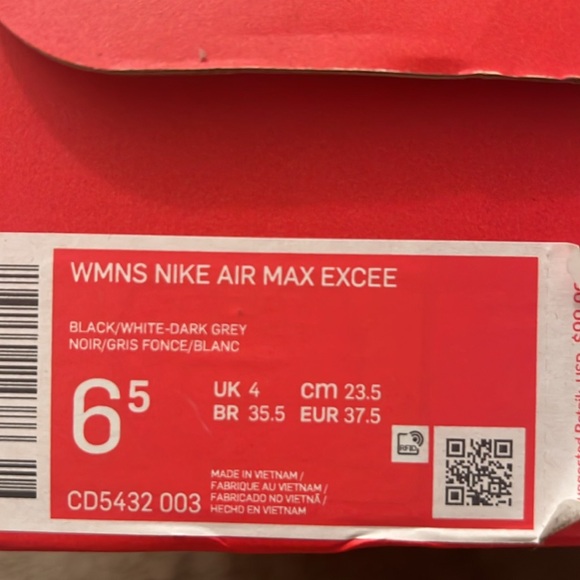 WMNS NIKE AIR MAX EXCEE
BLACK/WHITE-DARK GREY
NOIR/GRIS FONCE/BLANC
6⁵
UK 4 cm 23.5
BR 35.5 EUR 37.5
RFID
MADE IN VIETNAM /
FABRIQUE AU VIETNAM /
FABRICADO NO VIETNÃ /
HECHO EN VIETNAM
CD5432 003